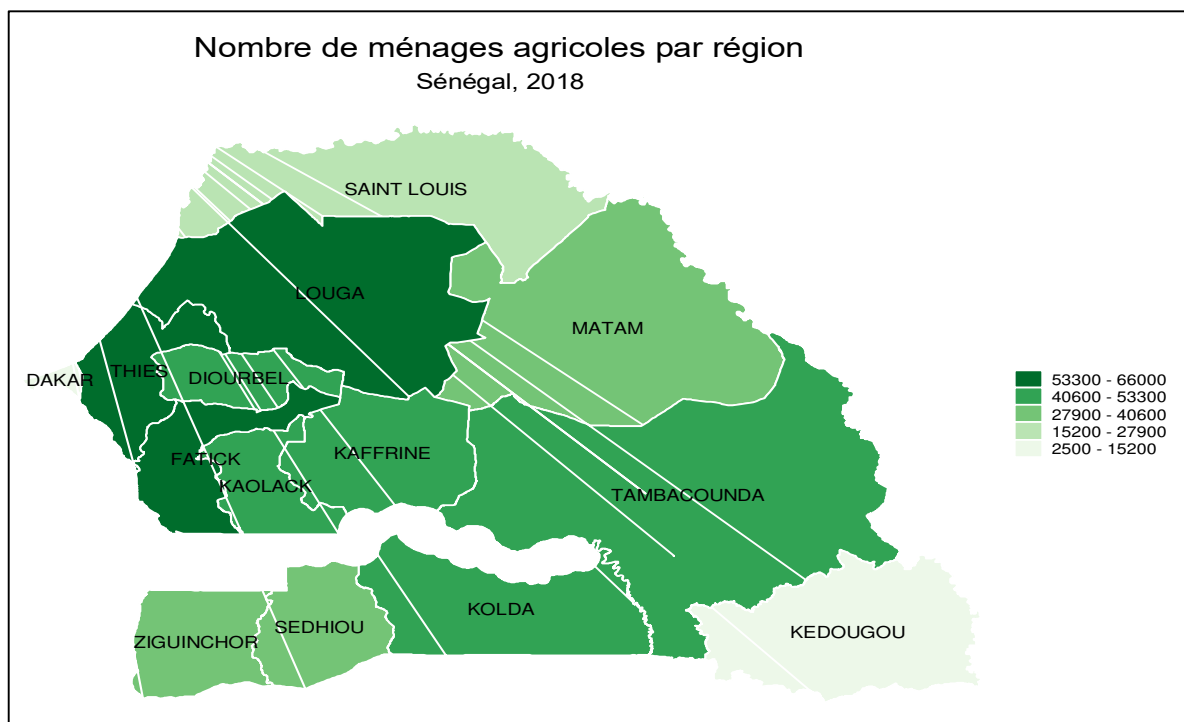 Nombre de ménages agricoles par région
Sénégal, 2018
SAINT LOUIS
LOUGA
MATAM
DAKAR
THIES
DIOURBEL
FATICK
KAOLACK
KAFFRINE
TAMBACOUNDA
ZIGUINCHOR
SEDHIOU
KOLDA
KEDOUGOU
53300 - 66000
40600 - 53300
27900 - 40600
15200 - 27900
2500 - 15200